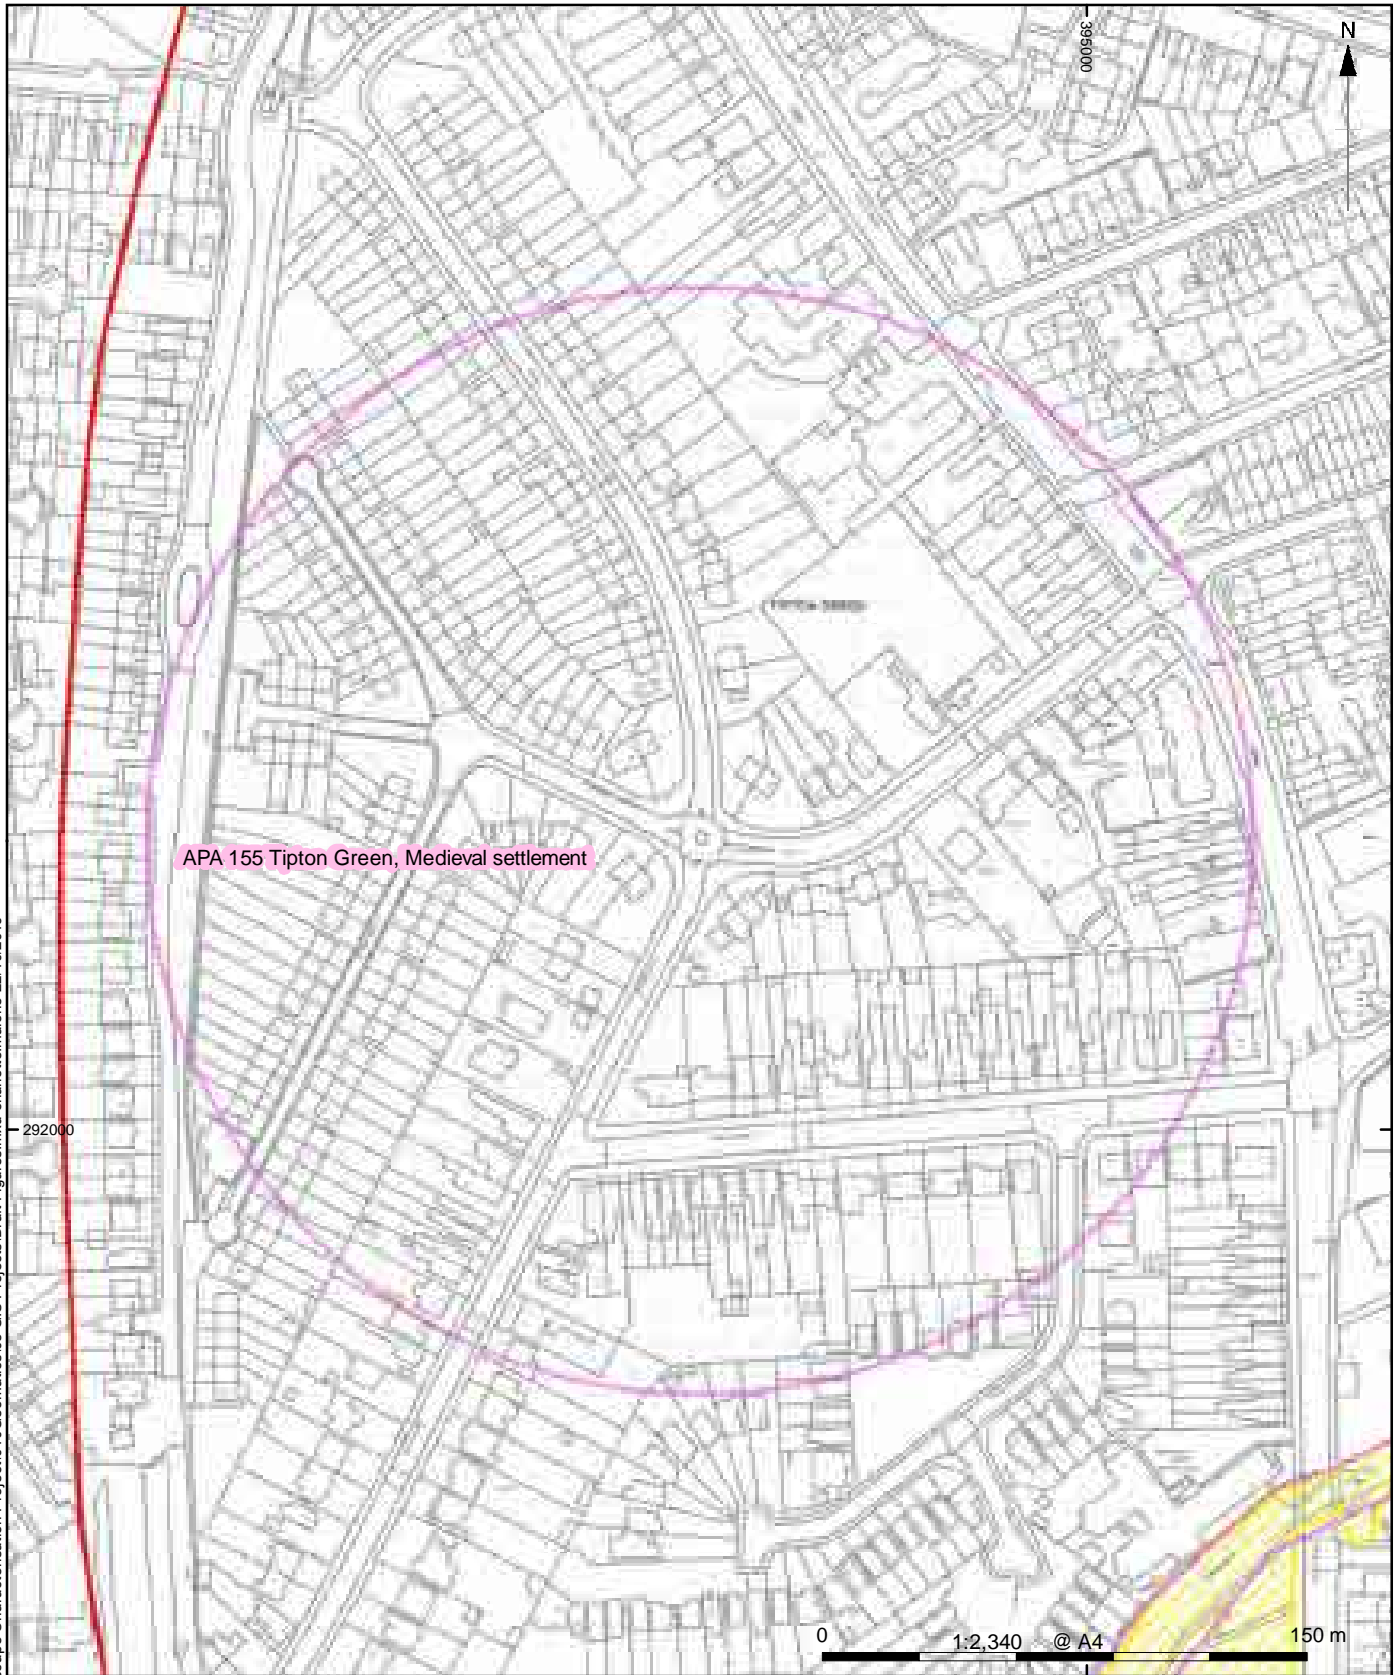 395000
N
APA 155 Tipton Green, Medieval settlement
292000
0 1:2,340 @ A4 150 m